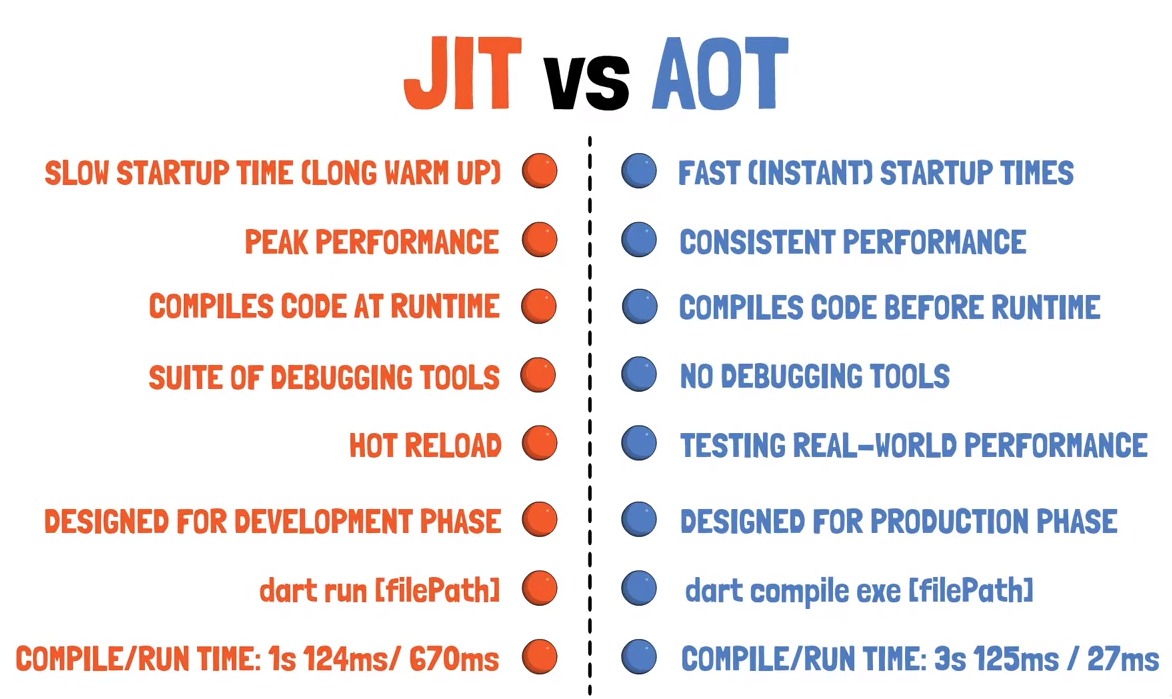 JIT vs AOT
SLOW STARTUP TIME (LONG WARM UP)
FAST (INSTANT) STARTUP TIMES
PEAK PERFORMANCE
CONSISTENT PERFORMANCE
COMPILES CODE AT RUNTIME
COMPILES CODE BEFORE RUNTIME
SUITE OF DEBUGGING TOOLS
NO DEBUGGING TOOLS
HOT RELOAD
TESTING REAL-WORLD PERFORMANCE
DESIGNED FOR DEVELOPMENT PHASE
DESIGNED FOR PRODUCTION PHASE
dart run [filePath]
dart compile exe [filePath]
COMPILE/RUN TIME: 1s 124ms/ 670ms
COMPILE/RUN TIME: 3s 125ms / 27ms